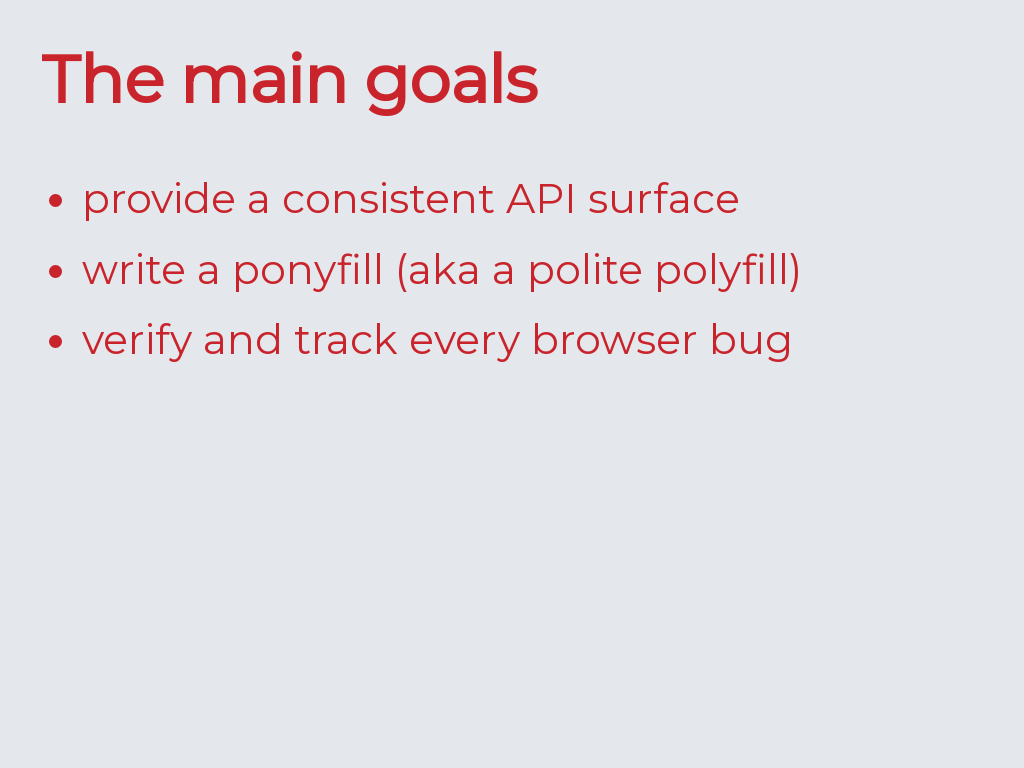 The main goals
• provide a consistent API surface
• write a ponyfill (aka a polite polyfill)
• verify and track every browser bug